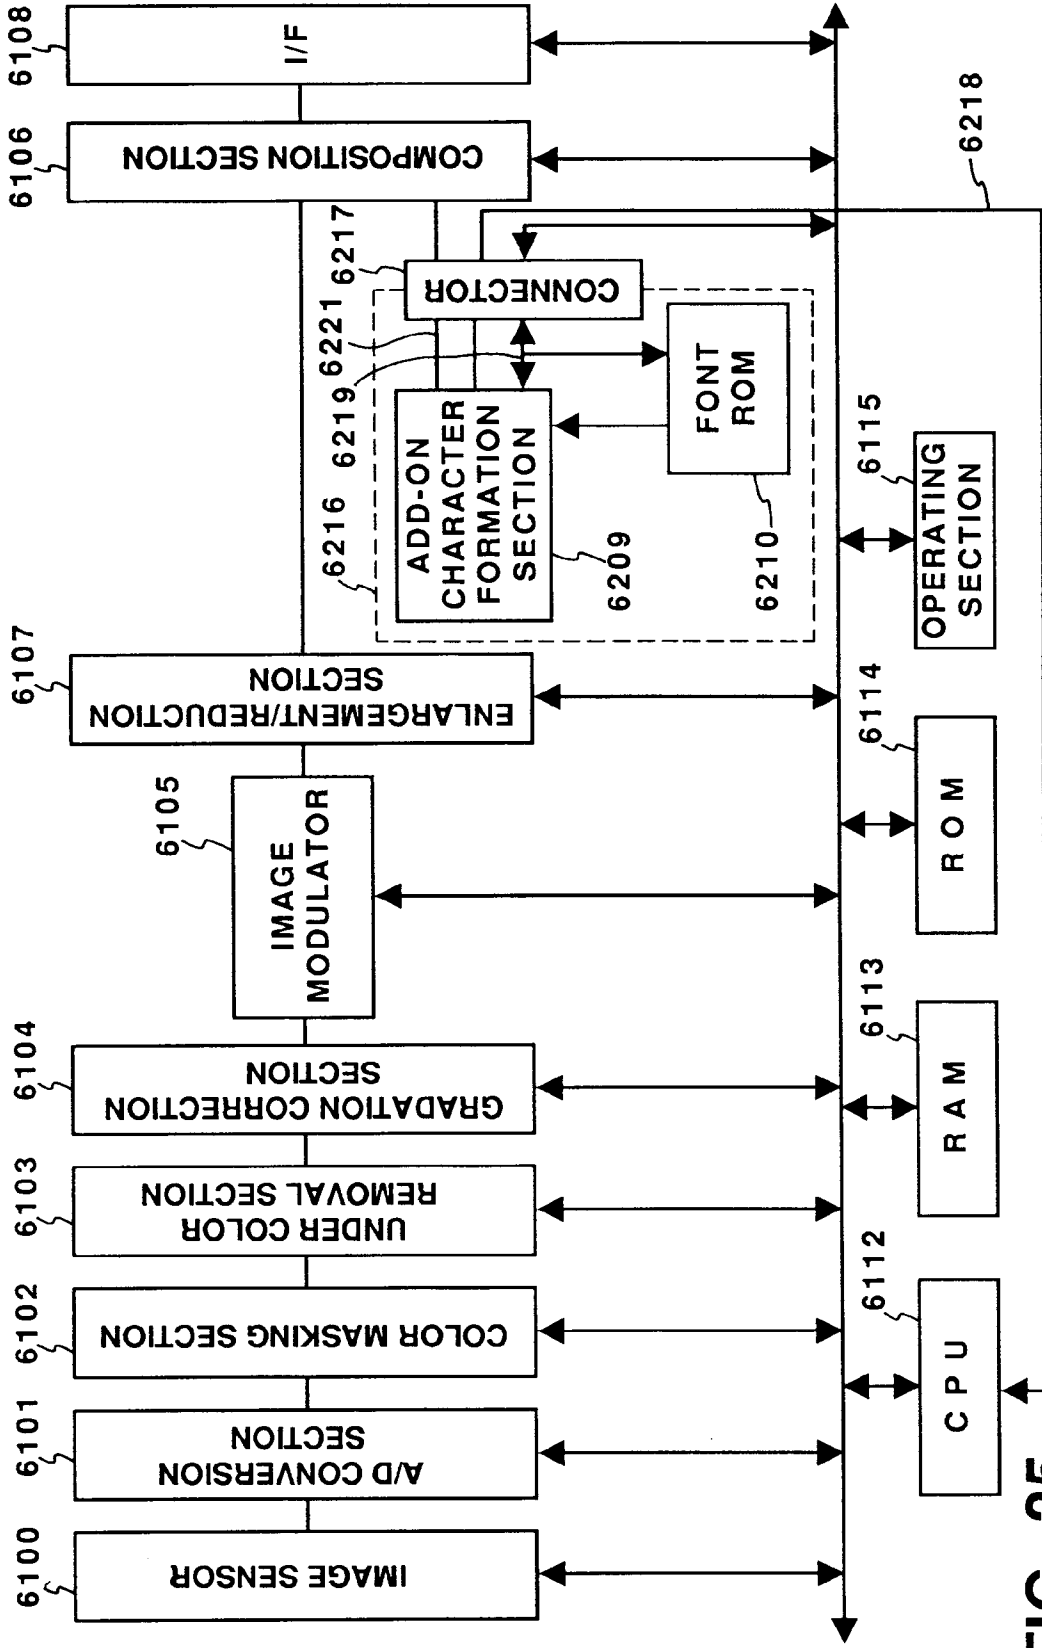 6100
IMAGE SENSOR
6101
A/D CONVERSION
SECTION
6102
COLOR MASKING SECTION
6103
UNDER COLOR
REMOVAL SECTION
6104
GRADATION CORRECTION
SECTION
6105
IMAGE
MODULATOR
6107
ENLARGEMENT/REDUCTION
SECTION
6216
6219
6221
6217
ADD-ON
CHARACTER
FORMATION
SECTION
6209
CONNECTOR
FONT
ROM
6210
6106
COMPOSITION SECTION
6108
I/F
6218
6112
CPU
6113
RAM
6114
ROM
6115
OPERATING
SECTION